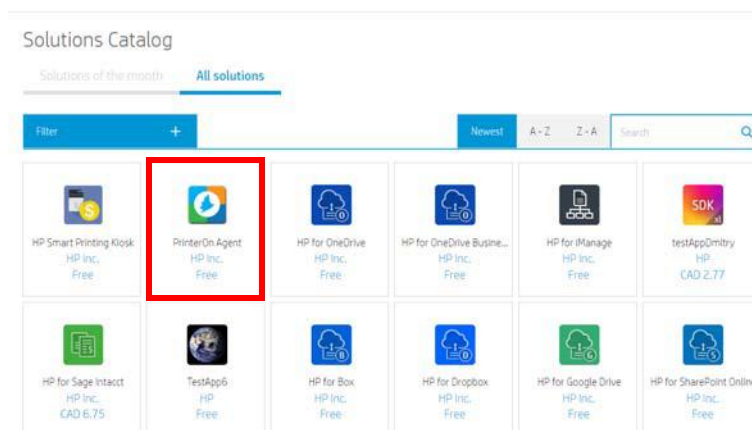 Solutions Catalog
Solutions of the month All solutions
Filter + Newest A - Z Z - A Search
SDK
xl
HP Smart Printing Kiosk PrinterOn Agent HP for OneDrive HP for OneDrive Busine... HP for iManage testAppDmitry
HP Inc. HP Inc. HP Inc. HP Inc. HP Inc. HP
Free Free Free Free Free CAD 2.77
HP for Sage Intacct TestApp6 HP for Box HP for Dropbox HP for Google Drive HP for SharePoint Online
HP Inc. HP HP Inc. HP Inc. HP Inc. HP Inc.
CAD 6.75 Free Free Free Free Free